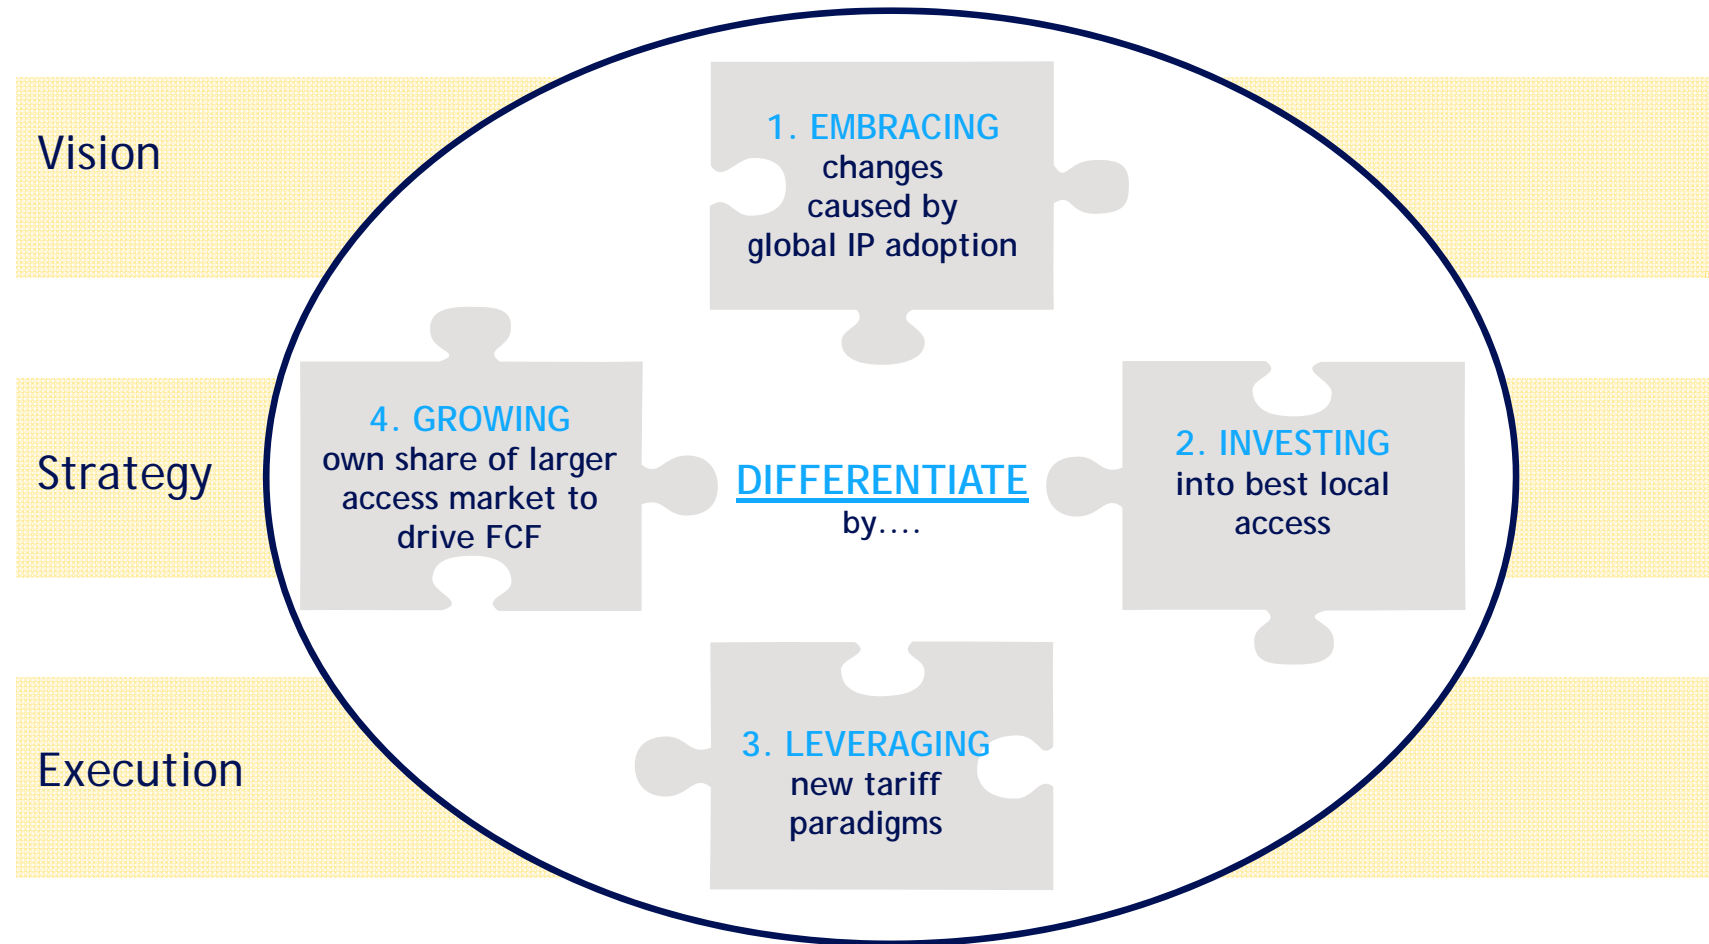 Vision
1. EMBRACING
changes
caused by
global IP adoption
Strategy
4. GROWING
own share of larger
access market to
drive FCF
DIFFERENTIATE
by....
2. INVESTING
into best local
access
Execution
3. LEVERAGING
new tariff
paradigms